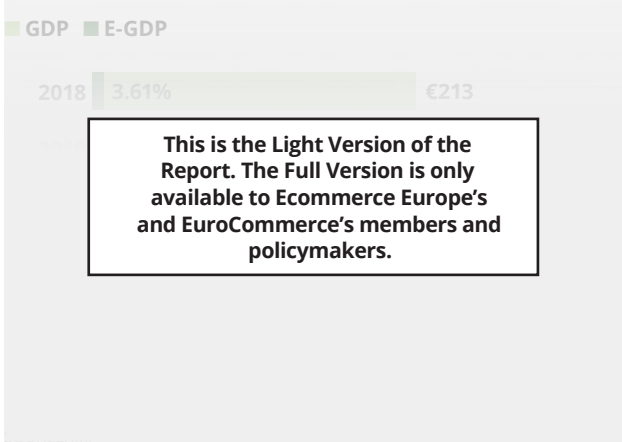 GDP E-GDP
2018 3.61% €213
This is the Light Version of the
Report. The Full Version is only
available to Ecommerce Europe’s
and EuroCommerce’s members and
policymakers.